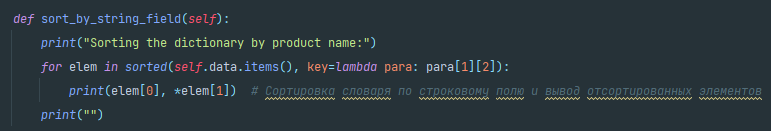 def sort_by_string_field(self):
    print("Sorting the dictionary by product name:")
    for elem in sorted(self.data.items(), key=lambda para: para[1][2]):
        print(elem[0], *elem[1])  # Сортировка словаря по строковому полю и вывод отсортированных элементов
    print("")